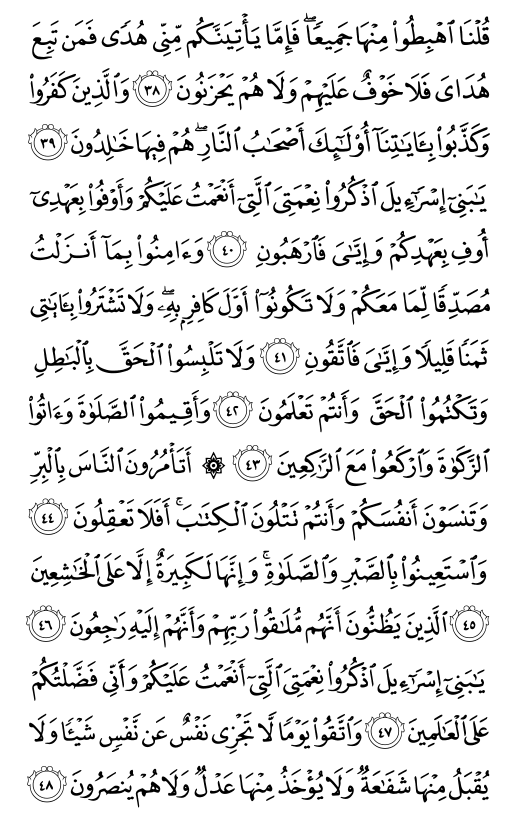 قُلْنَا ٱهْبِطُوا۟ مِنْهَا جَمِيعًۭا ۖ فَإِمَّا يَأْتِيَنَّكُم مِّنِّى هُدًۭى فَمَن تَبِعَ
هُدَاىَ فَلَا خَوْفٌ عَلَيْهِمْ وَلَا هُمْ يَحْزَنُونَ ٣٨ وَٱلَّذِينَ كَفَرُوا۟
وَكَذَّبُوا۟ بِـَٔايَـٰتِنَآ أُو۟لَـٰٓئِكَ أَصْحَـٰبُ ٱلنَّارِ ۖ هُمْ فِيهَا خَـٰلِدُونَ ٣٩
يَـٰبَنِىٓ إِسْرَٰٓءِيلَ ٱذْكُرُوا۟ نِعْمَتِىَ ٱلَّتِىٓ أَنْعَمْتُ عَلَيْكُمْ وَأَوْفُوا۟ بِعَهْدِىٓ
أُوفِ بِعَهْدِكُمْ وَإِيَّـٰىَ فَٱرْهَبُونِ ٤٠ وَءَامِنُوا۟ بِمَآ أَنزَلْتُ
مُصَدِّقًۭا لِّمَا مَعَكُمْ وَلَا تَكُونُوٓا۟ أَوَّلَ كَافِرٍۭ بِهِۦ ۖ وَلَا تَشْتَرُوا۟ بِـَٔايَـٰتِى
ثَمَنًۭا قَلِيلًۭا وَإِيَّـٰىَ فَٱتَّقُونِ ٤١ وَلَا تَلْبِسُوا۟ ٱلْحَقَّ بِٱلْبَـٰطِلِ
وَتَكْتُمُوا۟ ٱلْحَقَّ وَأَنتُمْ تَعْلَمُونَ ٤٢ وَأَقِيمُوا۟ ٱلصَّلَوٰةَ وَءَاتُوا۟
ٱلزَّكَوٰةَ وَٱرْكَعُوا۟ مَعَ ٱلرَّٰكِعِينَ ٤٣ ۞ أَتَأْمُرُونَ ٱلنَّاسَ بِٱلْبِرِّ
وَتَنسَوْنَ أَنفُسَكُمْ وَأَنتُمْ تَتْلُونَ ٱلْكِتَـٰبَ ۚ أَفَلَا تَعْقِلُونَ ٤٤
وَٱسْتَعِينُوا۟ بِٱلصَّبْرِ وَٱلصَّلَوٰةِ ۚ وَإِنَّهَا لَكَبِيرَةٌ إِلَّا عَلَى ٱلْخَـٰشِعِينَ
٤٥ ٱلَّذِينَ يَظُنُّونَ أَنَّهُم مُّلَـٰقُوا۟ رَبِّهِمْ وَأَنَّهُمْ إِلَيْهِ رَٰجِعُونَ ٤٦
يَـٰبَنِىٓ إِسْرَٰٓءِيلَ ٱذْكُرُوا۟ نِعْمَتِىَ ٱلَّتِىٓ أَنْعَمْتُ عَلَيْكُمْ وَأَنِّى فَضَّلْتُكُمْ
عَلَى ٱلْعَـٰلَمِينَ ٤٧ وَٱتَّقُوا۟ يَوْمًۭا لَّا تَجْزِى نَفْسٌ عَن نَّفْسٍۢ شَيْـًۭٔا وَلَا
يُقْبَلُ مِنْهَا شَفَـٰعَةٌۭ وَلَا يُؤْخَذُ مِنْهَا عَدْلٌۭ وَلَا هُمْ يُنصَرُونَ ٤٨